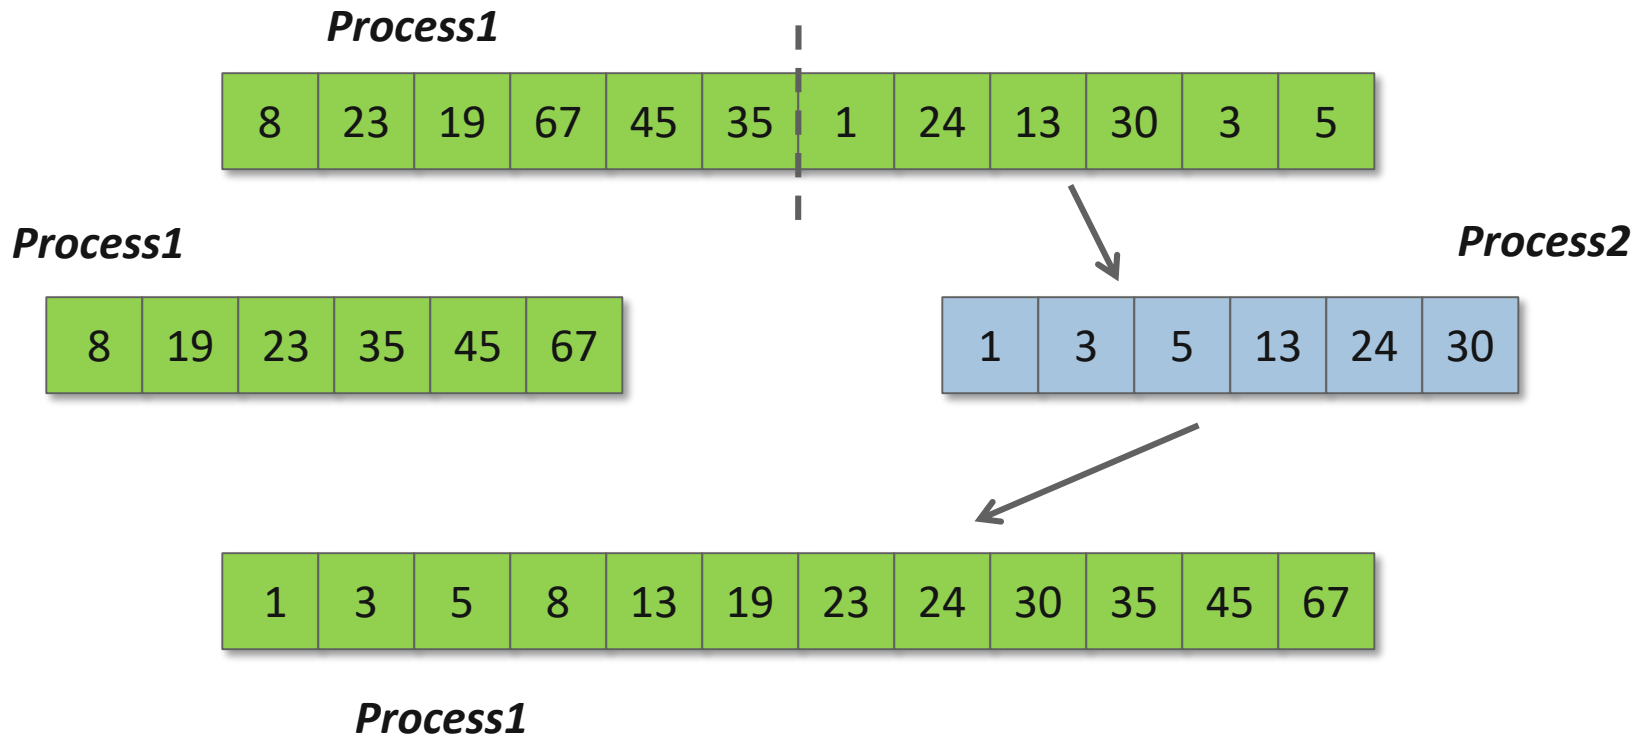 Process1
8 23 19 67 45 35 1 24 13 30 3 5
Process1 Process2
8 19 23 35 45 67 1 3 5 13 24 30
1 3 5 8 13 19 23 24 30 35 45 67
Process1